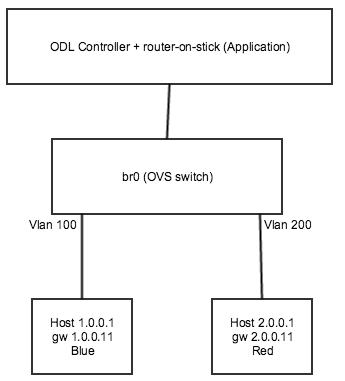 ODL Controller + router-on-stick (Application)
br0 (OVS switch)
Vlan 100
Vlan 200
Host 1.0.0.1
gw 1.0.0.11
Blue
Host 2.0.0.1
gw 2.0.0.11
Red